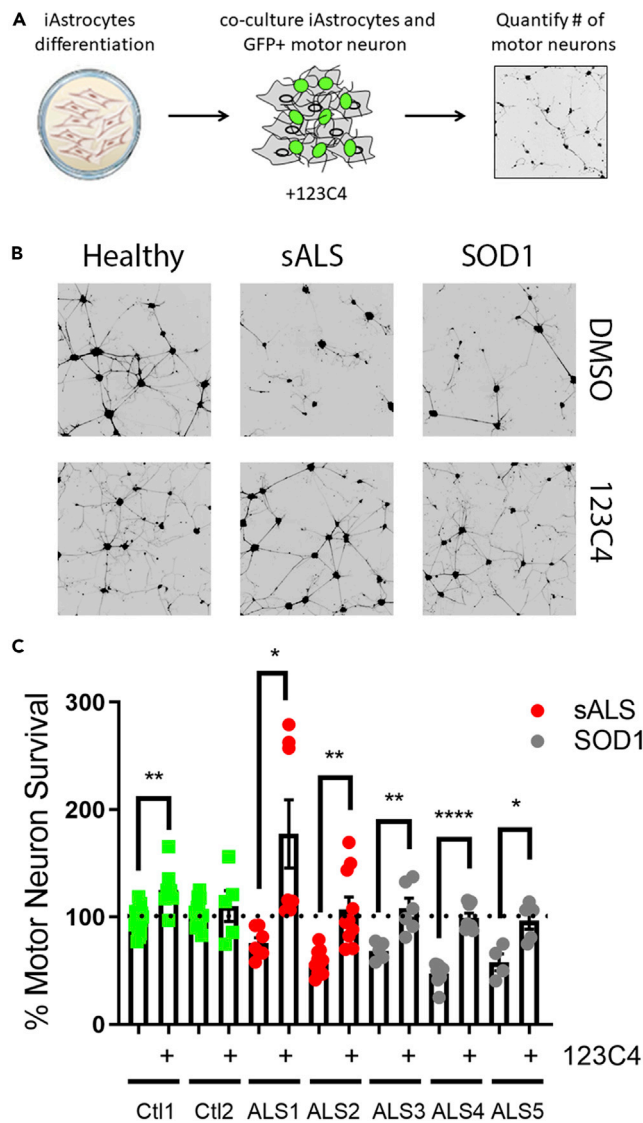 A
iAstrocytes
differentiation
co-culture iAstrocytes and
GFP+ motor neuron
Quantify # of
motor neurons
+123C4
B
Healthy sALS SOD1
DMSO
123C4
C
% Motor Neuron Survival
300
200
100
0
* ** ** ** **** *
sALS
SOD1
+ + + + + + + 123C4
Ctl1 Ctl2 ALS1 ALS2 ALS3 ALS4 ALS5